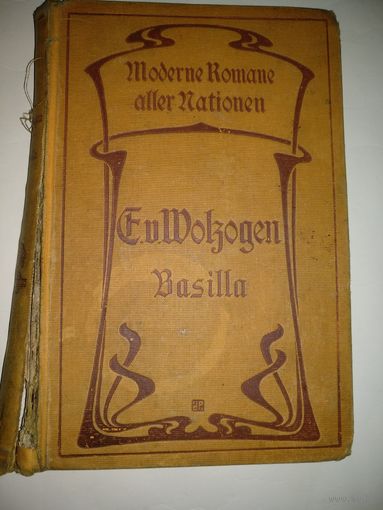 Moderne Romane
aller Nationen
E.v.Wolzogen
Basilla